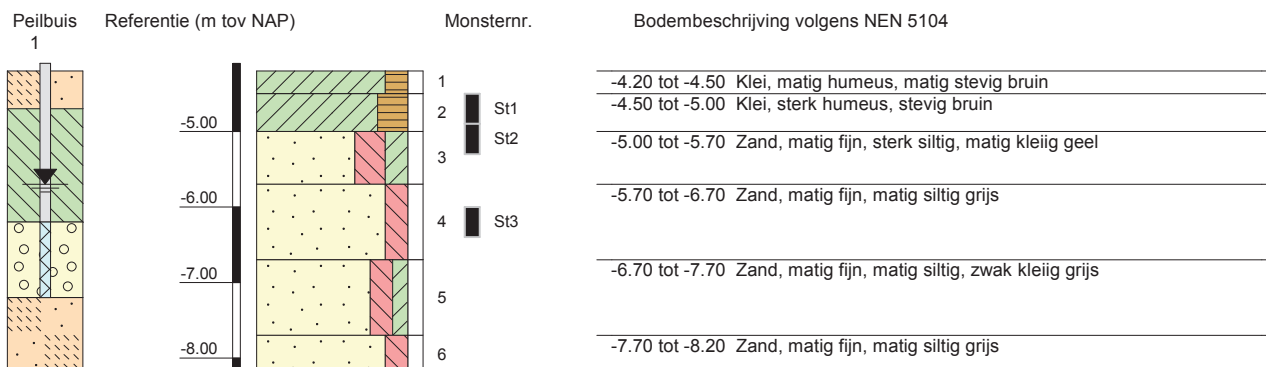 Peilbuis Referentie (m tov NAP) Monsternr. Bodembeschrijving volgens NEN 5104
1
1 -4.20 tot -4.50 Klei, matig humeus, matig stevig bruin
2 St1 -4.50 tot -5.00 Klei, sterk humeus, stevig bruin
-5.00
St2
3 -5.00 tot -5.70 Zand, matig fijn, sterk siltig, matig kleiig geel
-6.00 -5.70 tot -6.70 Zand, matig fijn, matig siltig grijs
4 St3
-7.00 -6.70 tot -7.70 Zand, matig fijn, matig siltig, zwak kleiig grijs
5
-8.00 -7.70 tot -8.20 Zand, matig fijn, matig siltig grijs
6